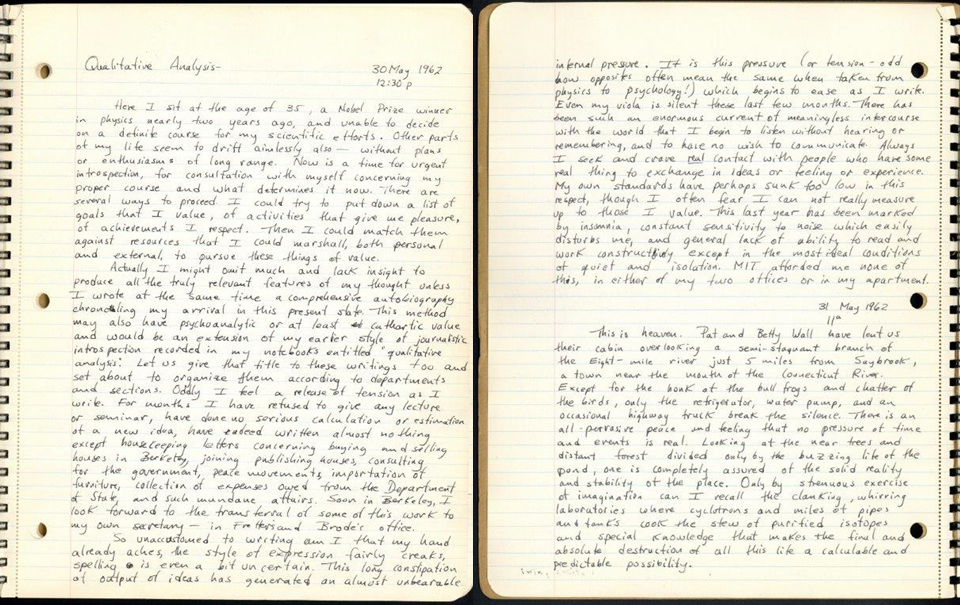 Qualitative Analysis-
30 May 1962
12:30 p
Here I sit at the age of 35, a Nobel Prize winner
in physics nearly two years ago, and unable to decide
on a definite course for my scientific efforts. Other parts
of my life seem to drift aimlessly also — without plans
or enthusiasms of long range. Now is a time for urgent
introspection, for consultation with myself concerning my
proper course and what determines it now. There are
several ways to proceed. I could try to put down a list of
goals that I value, of activities that give me pleasure,
of achievements I respect. Then I could match them
against resources that I could marshall, both personal
and external, to pursue these things of value.
Actually I might omit much and lack insight to
produce all the truly relevant features of my thought unless
I wrote at the same time a comprehensive autobiography
chronicling my arrival in this present state. This method
may also have psychoanalytic or at least cathartic value
and would be an extension of my earlier style of journalistic
introspection recorded in my notebooks entitled "qualitative
analysis." Let us give that title to these writings too and
set about to organize them according to departments
and sections. Oddly I feel a release of tension as I
write. For months I have refused to give any lecture
or seminar, have done no serious calculation or estimation
of a new idea, have indeed written almost nothing
except housekeeping letters concerning buying and selling
houses in Berkeley, joining publishing houses, consulting
for the government, peace movements, importation of
furniture, collection of expenses owed from the Department
of State, and such mundane affairs. Soon in Berkeley, I
look forward to the transferral of some of this work to
my own secretary — in Fretter and Brode's office.
So unaccustomed to writing am I that my hand
already aches, the style of expression fairly creaks,
spelling is even a bit uncertain. This long constipation
of output of ideas has generated an almost unbearable
internal pressure. It is this pressure (or tension - odd
how opposites often mean the same when taken from
physics to psychology!) which begins to ease as I write.
Even my viola is silent these last few months. There has
been such an enormous current of meaningless intercourse
with the world that I begin to listen without hearing or
remembering, and to have no wish to communicate. Always
I seek and crave real contact with people who have some
real thing to exchange in ideas or feeling or experience.
My own standards have perhaps sunk too low in this
respect, though I often fear I can not really measure
up to those I value. This last year has been marked
by insomnia, constant sensitivity to noise which easily
disturbs me, and general lack of ability to read and
work constructively except in the most ideal conditions
of quiet and isolation. MIT afforded me none of
this, in either of my two offices or in my apartment.
31 May 1962
11a
This is heaven. Pat and Betty Wall have lent us
their cabin overlooking a semi-stagnant branch of
the Eight-mile river just 5 miles from Saybrook,
a town near the mouth of the Connecticut River.
Except for the honk of the bull frogs and chatter of
the birds, only the refrigerator, water pump, and an
occasional highway truck break the silence. There is an
all-pervasive peace and feeling that no pressure of time
and events is real. Looking at the near trees and
distant forest divided only by the buzzing life of the
pond, one is completely assured of the solid reality
and stability of the place. Only by strenuous exercise
of imagination can I recall the clanking, whirring
laboratories where cyclotrons and miles of pipes
and tanks cook the stew of purified isotopes
and special knowledge that makes the final and
absolute destruction of all this life a calculable and
predictable possibility.